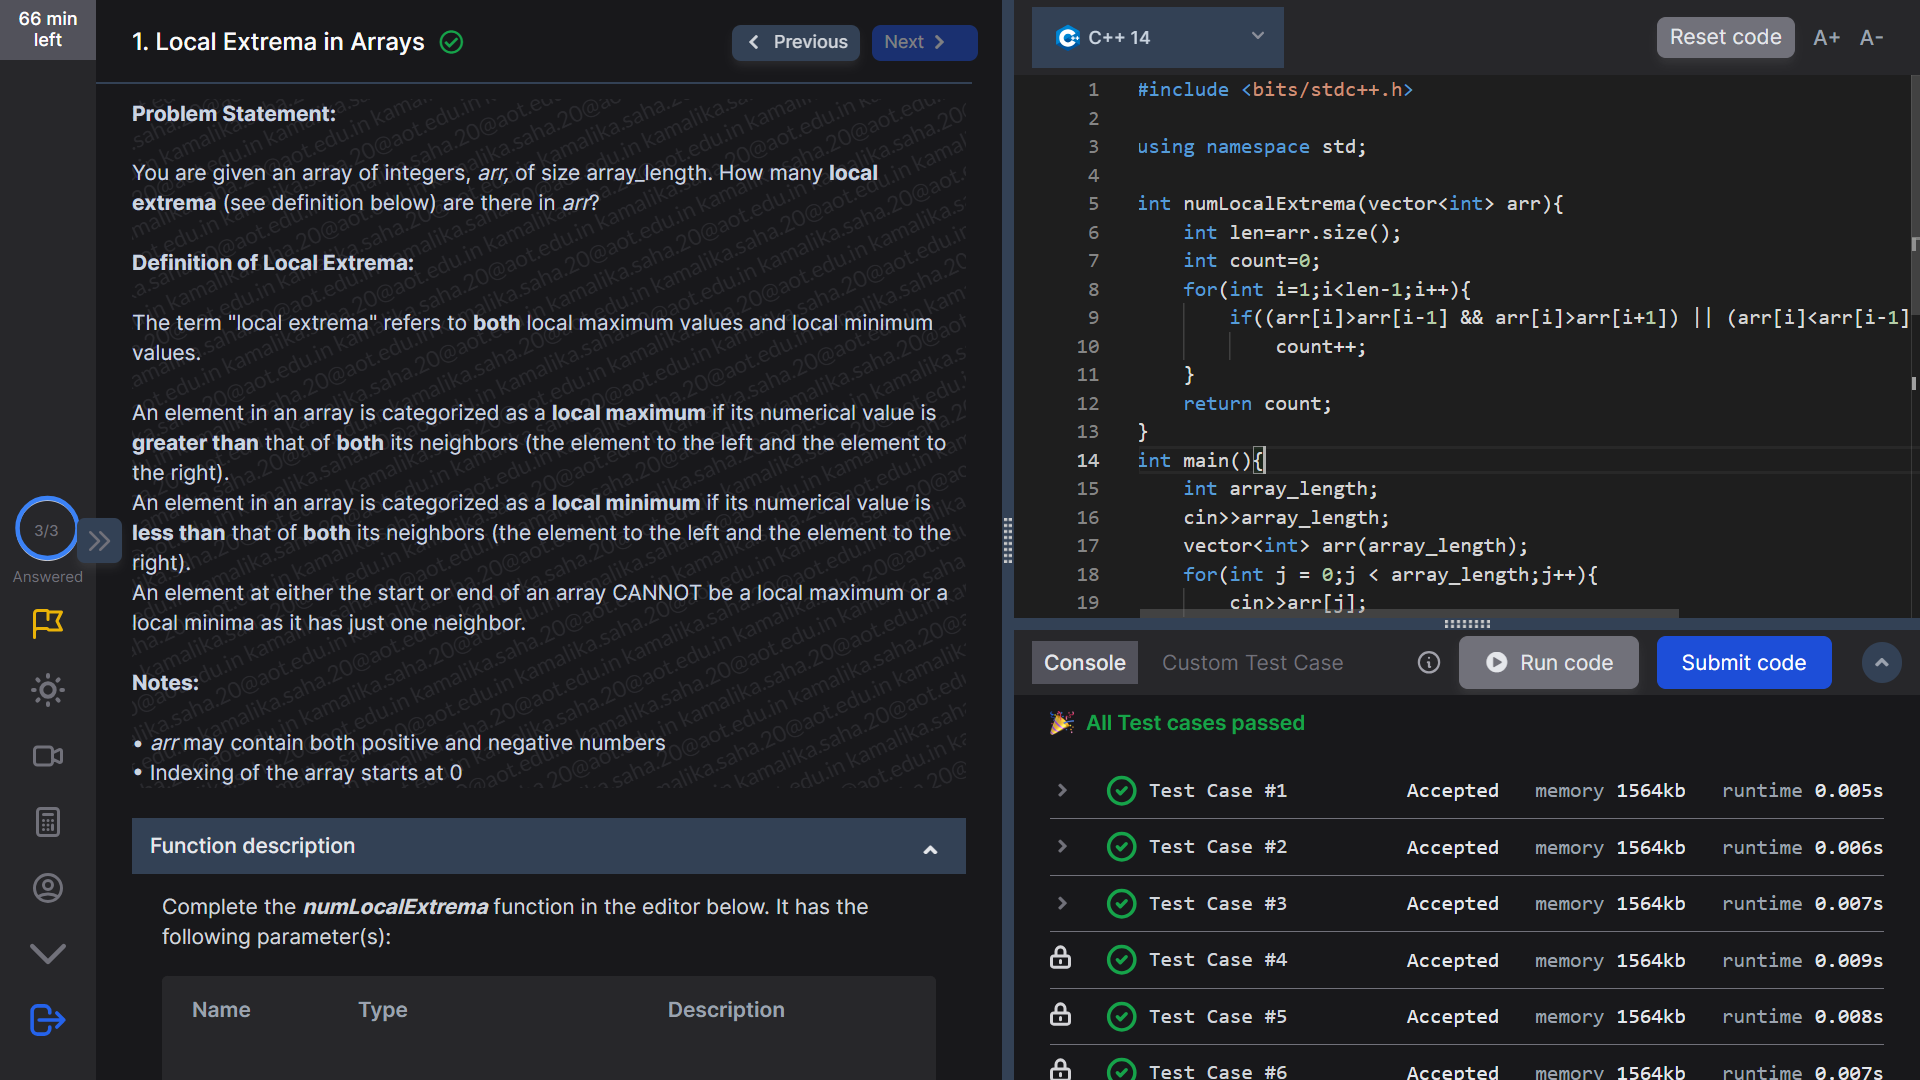 66 min
left
1. Local Extrema in Arrays
Previous
Next
Problem Statement:
You are given an array of integers, arr, of size array_length. How many local
extrema (see definition below) are there in arr?
Definition of Local Extrema:
The term "local extrema" refers to both local maximum values and local minimum
values.
An element in an array is categorized as a local maximum if its numerical value is
greater than that of both its neighbors (the element to the left and the element to
the right).
An element in an array is categorized as a local minimum if its numerical value is
less than that of both its neighbors (the element to the left and the element to the
right).
An element at either the start or end of an array CANNOT be a local maximum or a
local minima as it has just one neighbor.
Notes:
• arr may contain both positive and negative numbers
• Indexing of the array starts at 0
Function description
Complete the numLocalExtrema function in the editor below. It has the
following parameter(s):
Name Type Description
3/3
Answered
C++ 14
Reset code
A+ A-
1 #include <bits/stdc++.h>
2
3 using namespace std;
4
5 int numLocalExtrema(vector<int> arr){
6 int len=arr.size();
7 int count=0;
8 for(int i=1;i<len-1;i++){
9 if((arr[i]>arr[i-1] && arr[i]>arr[i+1]) || (arr[i]<arr[i-1]
10 count++;
11 }
12 return count;
13 }
14 int main(){
15 int array_length;
16 cin>>array_length;
17 vector<int> arr(array_length);
18 for(int j = 0;j < array_length;j++){
19 cin>>arr[j];
Console
Custom Test Case
Run code
Submit code
All Test cases passed
Test Case #1 Accepted memory 1564kb runtime 0.005s
Test Case #2 Accepted memory 1564kb runtime 0.006s
Test Case #3 Accepted memory 1564kb runtime 0.007s
Test Case #4 Accepted memory 1564kb runtime 0.009s
Test Case #5 Accepted memory 1564kb runtime 0.008s
Test Case #6 Accepted memory 1564kb runtime 0.007s
kamalika.saha.20@aot.edu.in